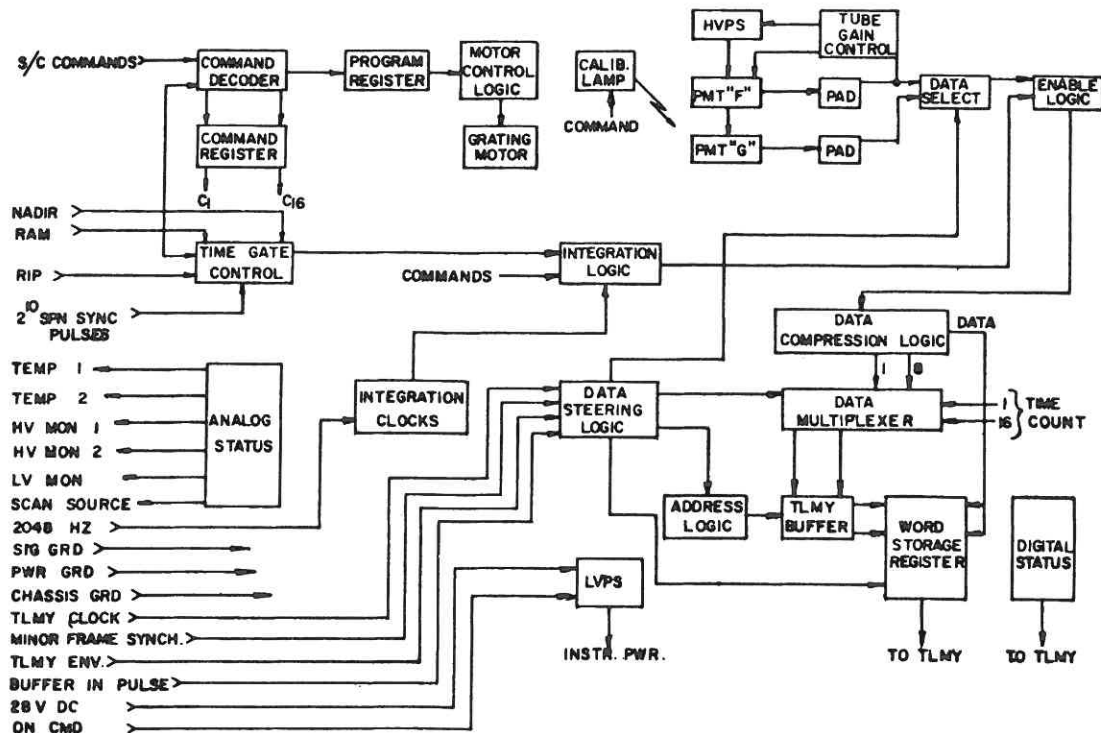 S/C COMMANDS
COMMAND
DECODER
PROGRAM
REGISTER
MOTOR
CONTROL
LOGIC
CALIB.
LAMP
COMMAND
HVPS
TUBE
GAIN
CONTROL
PMT "F"
PAD
DATA
SELECT
ENABLE
LOGIC
COMMAND
REGISTER
GRATING
MOTOR
PMT "G"
PAD
C1
C16
NADIR
RAM
RIP
2^10 SPN SYNC
PULSES
TIME GATE
CONTROL
COMMANDS
INTEGRATION
LOGIC
DATA
COMPRESSION LOGIC
DATA
1
8
TEMP 1
TEMP 2
HV MON 1
HV MON 2
LV MON
SCAN SOURCE
ANALOG
STATUS
INTEGRATION
CLOCKS
DATA
STEERING
LOGIC
DATA
MULTIPLEXER
1
16
TIME
COUNT
2048 HZ
SIG GRD
PWR GRD
CHASSIS GRD
TLMY CLOCK
MINOR FRAME SYNCH.
TLMY ENV.
BUFFER IN PULSE
28 V DC
ON CMD
ADDRESS
LOGIC
TLMY
BUFFER
WORD
STORAGE
REGISTER
DIGITAL
STATUS
LVPS
INSTR. PWR.
TO TLMY
TO TLMY